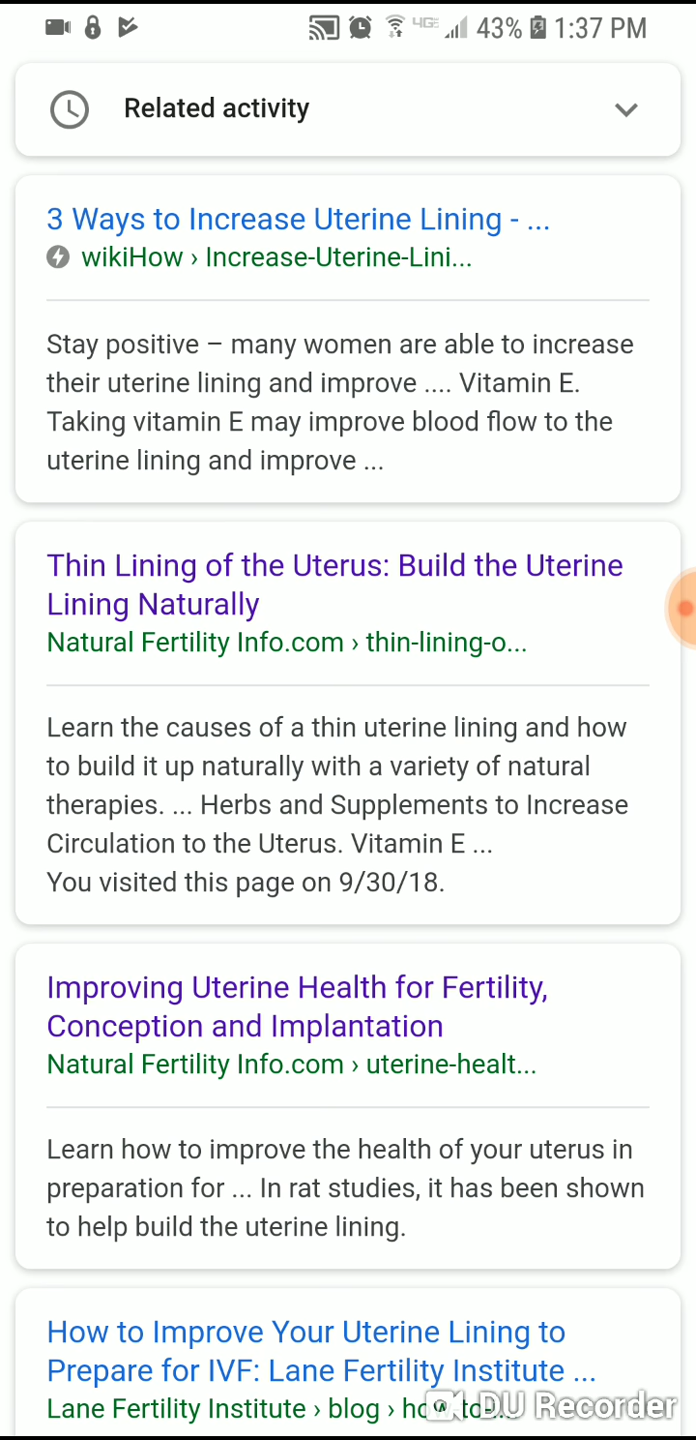 4GE 43% 1:37 PM
Related activity
3 Ways to Increase Uterine Lining - ...
wikiHow › Increase-Uterine-Lini...
Stay positive – many women are able to increase
their uterine lining and improve .... Vitamin E.
Taking vitamin E may improve blood flow to the
uterine lining and improve ...
Thin Lining of the Uterus: Build the Uterine
Lining Naturally
Natural Fertility Info.com › thin-lining-o...
Learn the causes of a thin uterine lining and how
to build it up naturally with a variety of natural
therapies. ... Herbs and Supplements to Increase
Circulation to the Uterus. Vitamin E ...
You visited this page on 9/30/18.
Improving Uterine Health for Fertility,
Conception and Implantation
Natural Fertility Info.com › uterine-healt...
Learn how to improve the health of your uterus in
preparation for ... In rat studies, it has been shown
to help build the uterine lining.
How to Improve Your Uterine Lining to
Prepare for IVF: Lane Fertility Institute ...
Lane Fertility Institute › blog ›
DU Recorder